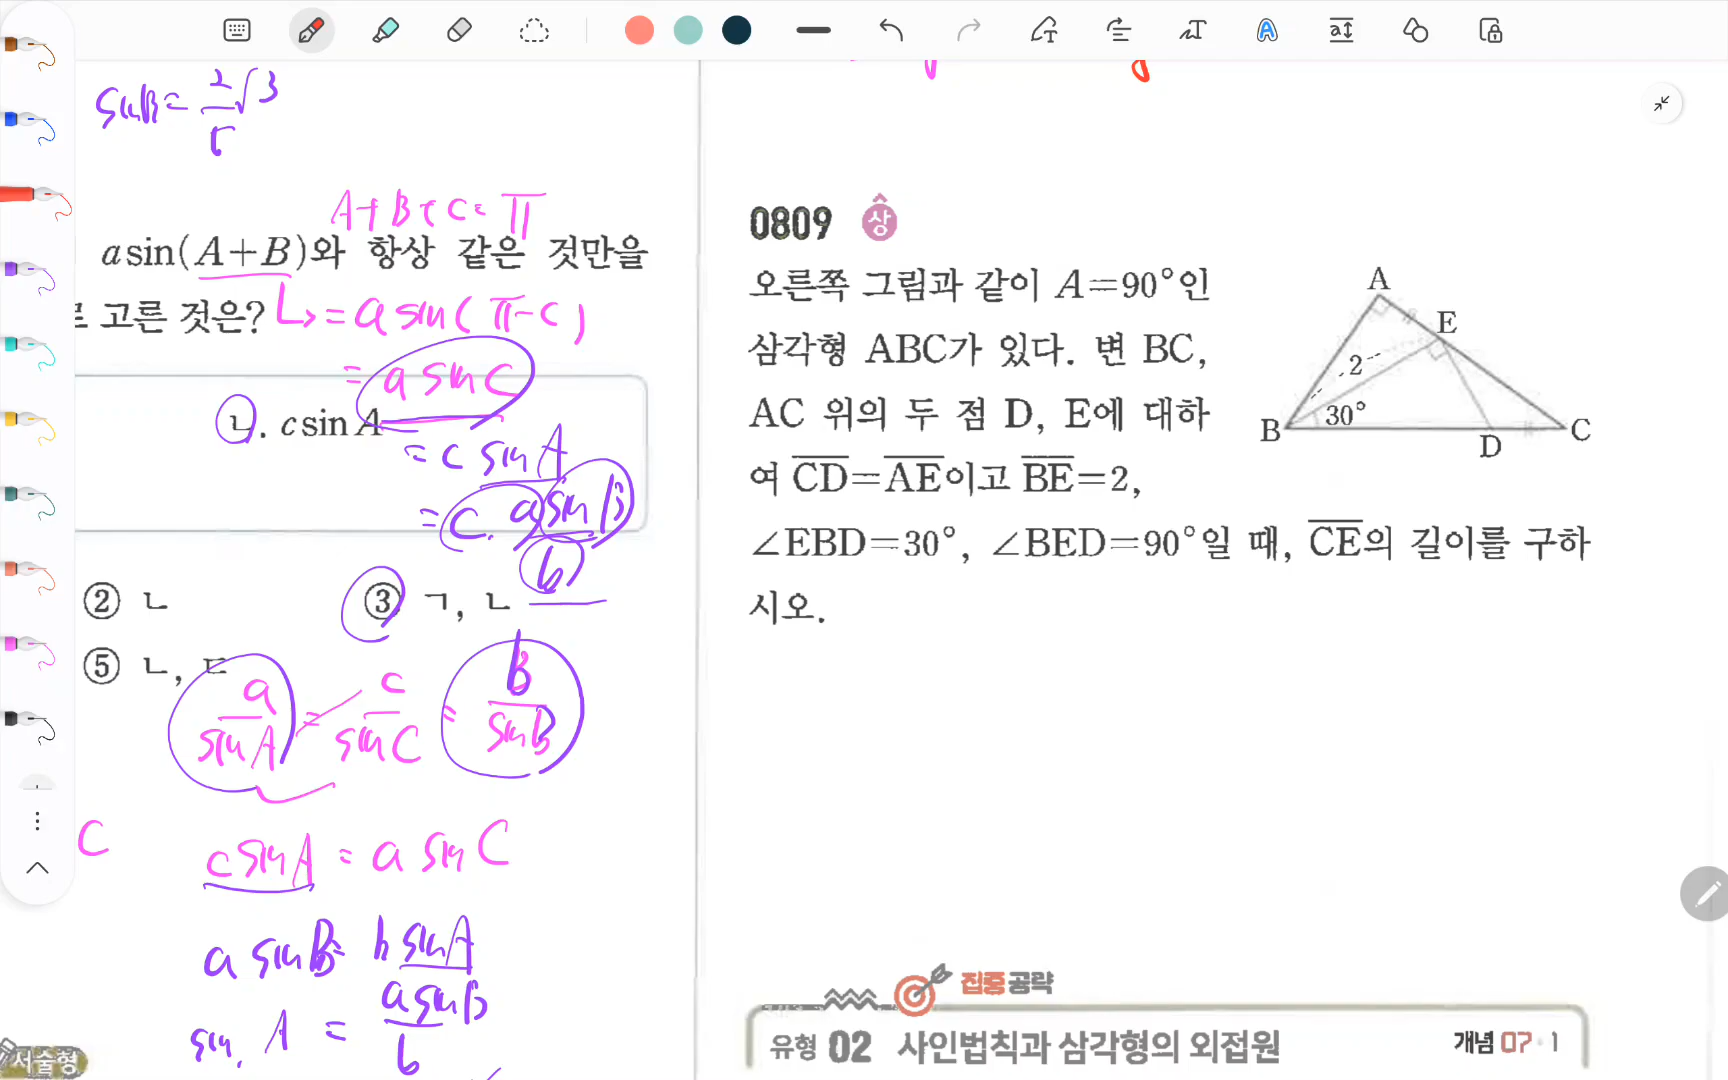 sinB = 2/r √3
A+B+C = π
a sin(A+B)와 항상 같은 것만을
로 고른 것은? ↳ = a sin(π-C)
= a sin C
ㄴ. c sin A
= c sin A
= c. a sin B / b
② ㄴ
③ ㄱ, ㄴ
⑤ ㄴ, ㄷ
a/sinA = c/sinC = b/sinB
C
c sinA = a sin C
a sinB = b sinA
sin A = a sinB / b
서술형
0809 상
오른쪽 그림과 같이 A=90°인
삼각형 ABC가 있다. 변 BC,
AC 위의 두 점 D, E에 대하
여 CD=AE이고 BE=2,
∠EBD=30°, ∠BED=90°일 때, CE의 길이를 구하
시오.
A
E
2
30°
B
D
C
집중공략
유형 02 사인법칙과 삼각형의 외접원 개념 07·1